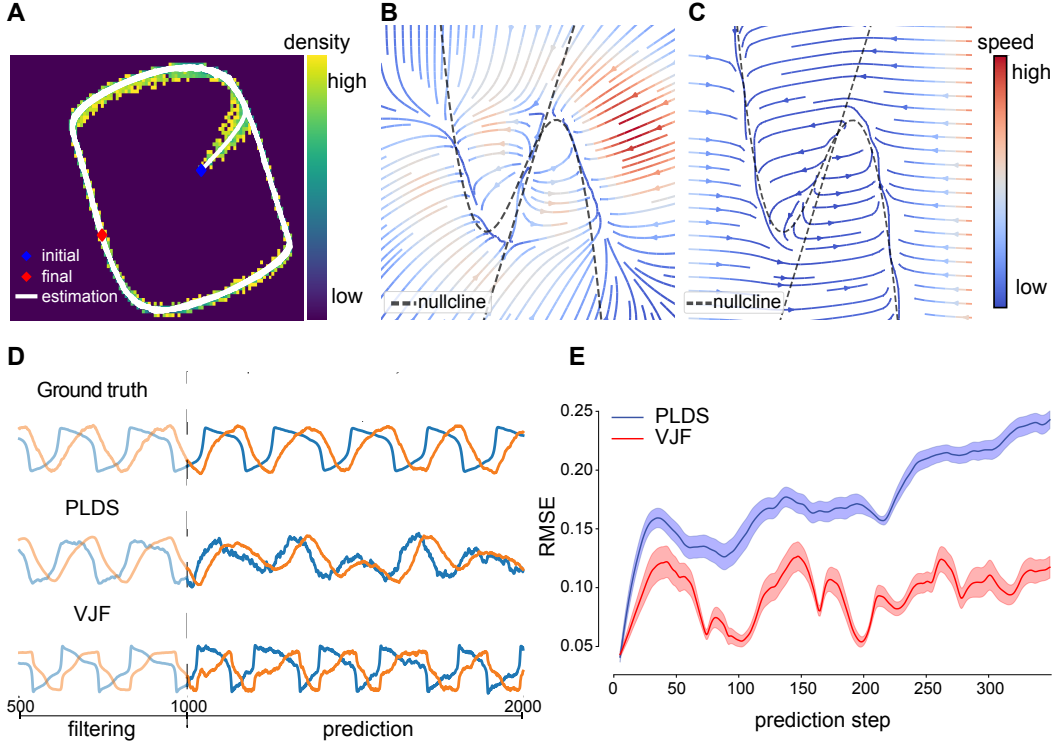 A
density
high
low
initial
final
estimation
B
nullcline
C
nullcline
speed
high
low
D
Ground truth
PLDS
VJF
500
1000
2000
filtering
prediction
E
0.25
0.20
0.15
0.10
0.05
RMSE
PLDS
VJF
0
50
100
150
200
250
300
prediction step